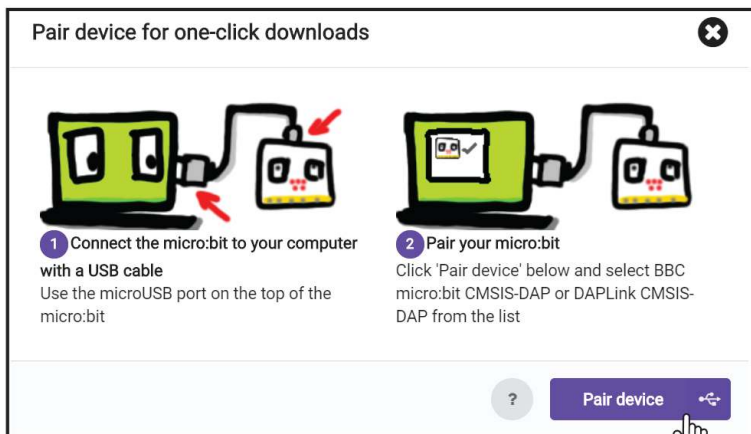 Pair device for one-click downloads
1 Connect the micro:bit to your computer
with a USB cable
Use the microUSB port on the top of the
micro:bit
2 Pair your micro:bit
Click 'Pair device' below and select BBC
micro:bit CMSIS-DAP or DAPLink CMSIS-
DAP from the list
?
Pair device